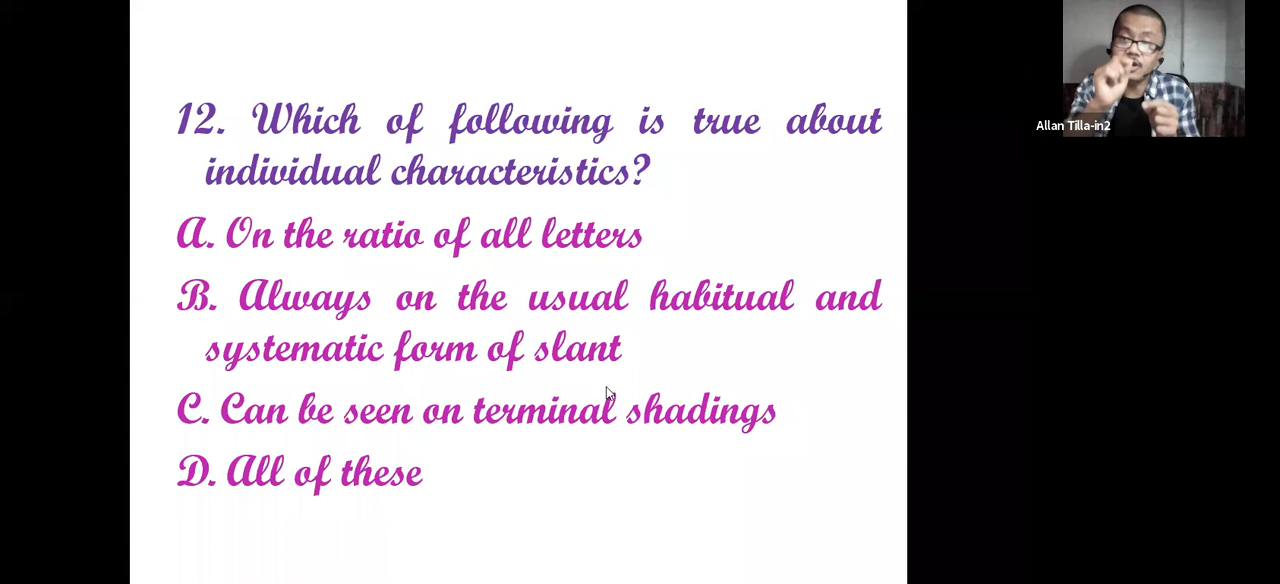 12. Which of following is true about
individual characteristics?
A. On the ratio of all letters
B. Always on the usual habitual and
systematic form of slant
C. Can be seen on terminal shadings
D. All of these
Allan Tilla-in2